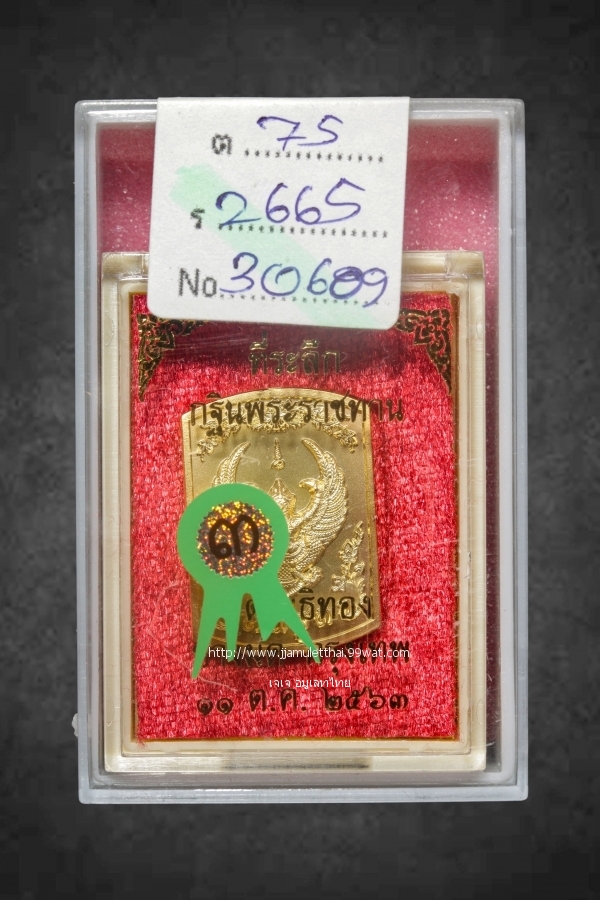 ต 75
ร 2665
No 30609
ที่ระลึก
กฐินพระราชทาน
๓
http://www.jjamuletthai.99wat.com
เจเจ อมูเลทไทย
๑๑ ต.ค. ๒๕๖๓